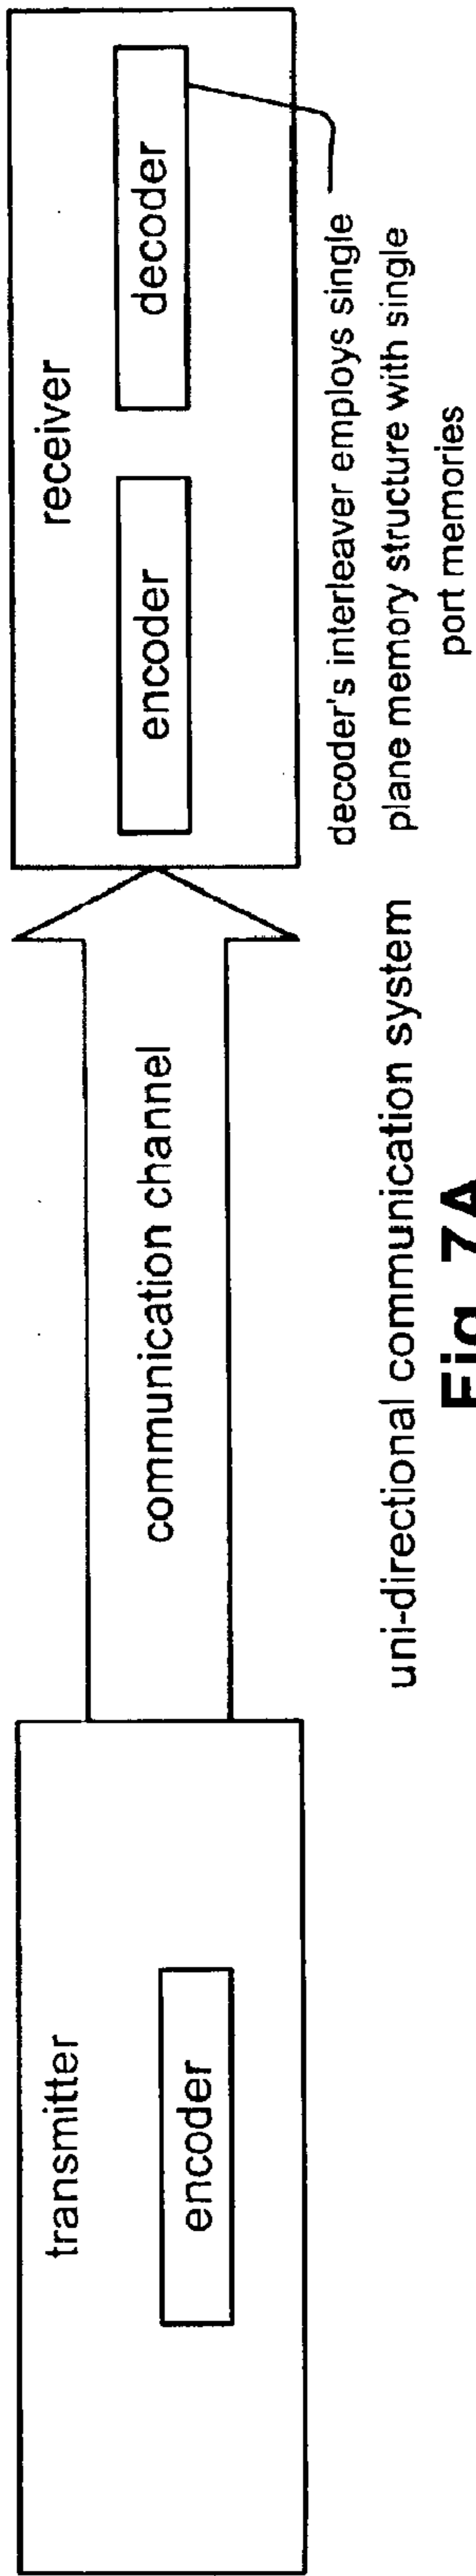 transmitter
encoder
communication channel
receiver
encoder
decoder
decoder's interleaver employs single
plane memory structure with single
port memories
uni-directional communication system
Fig. 7A